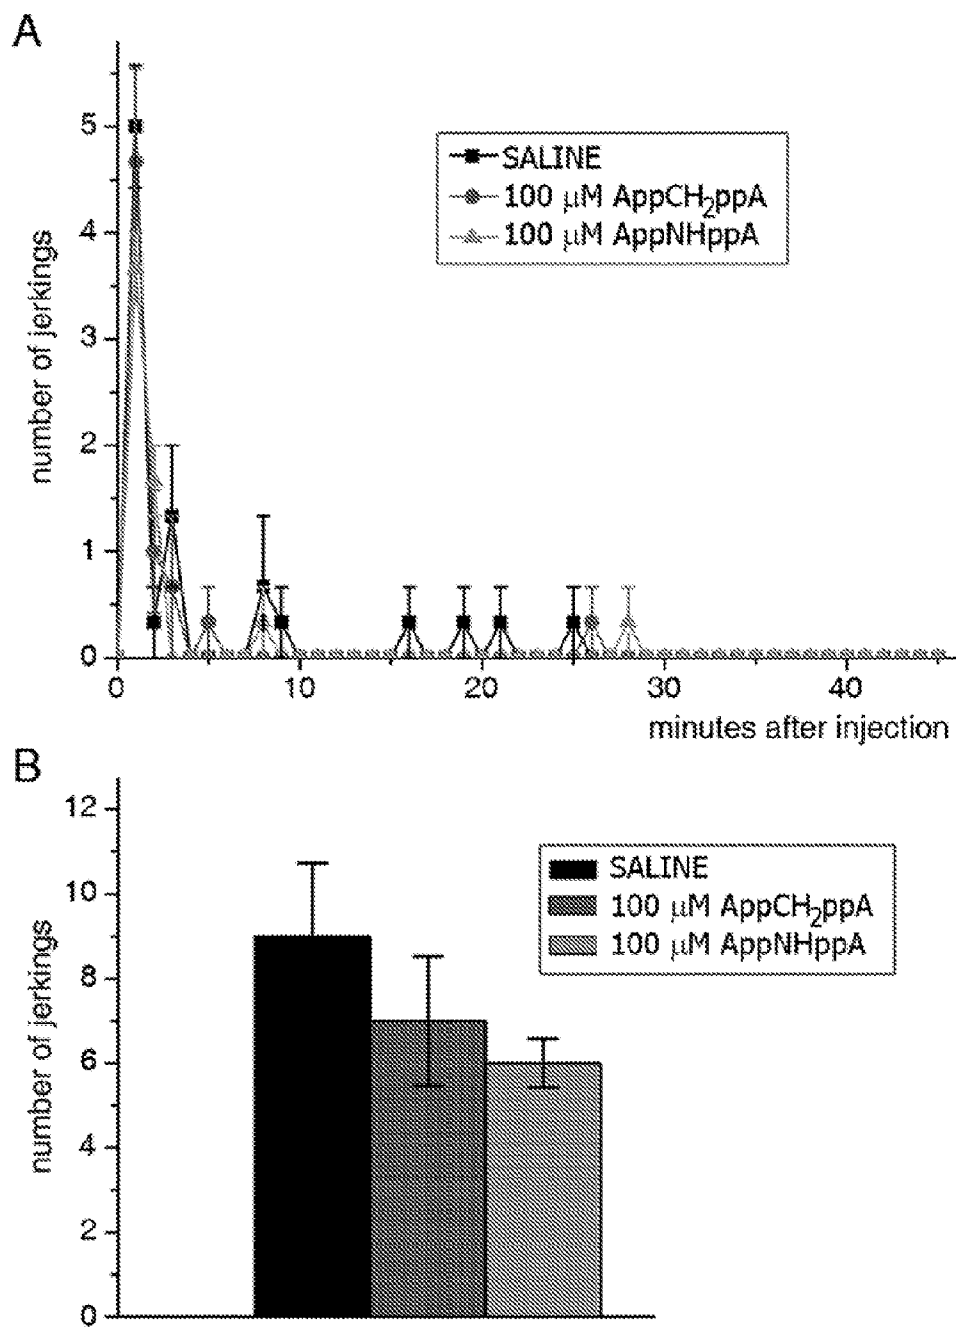 A
number of jerkings
5
4
3
2
1
0
SALINE
100 μM AppCH₂ppA
100 μM AppNHppA
0 10 20 30 40
minutes after injection
B
number of jerkings
12
10
8
6
4
2
0
SALINE
100 μM AppCH₂ppA
100 μM AppNHppA